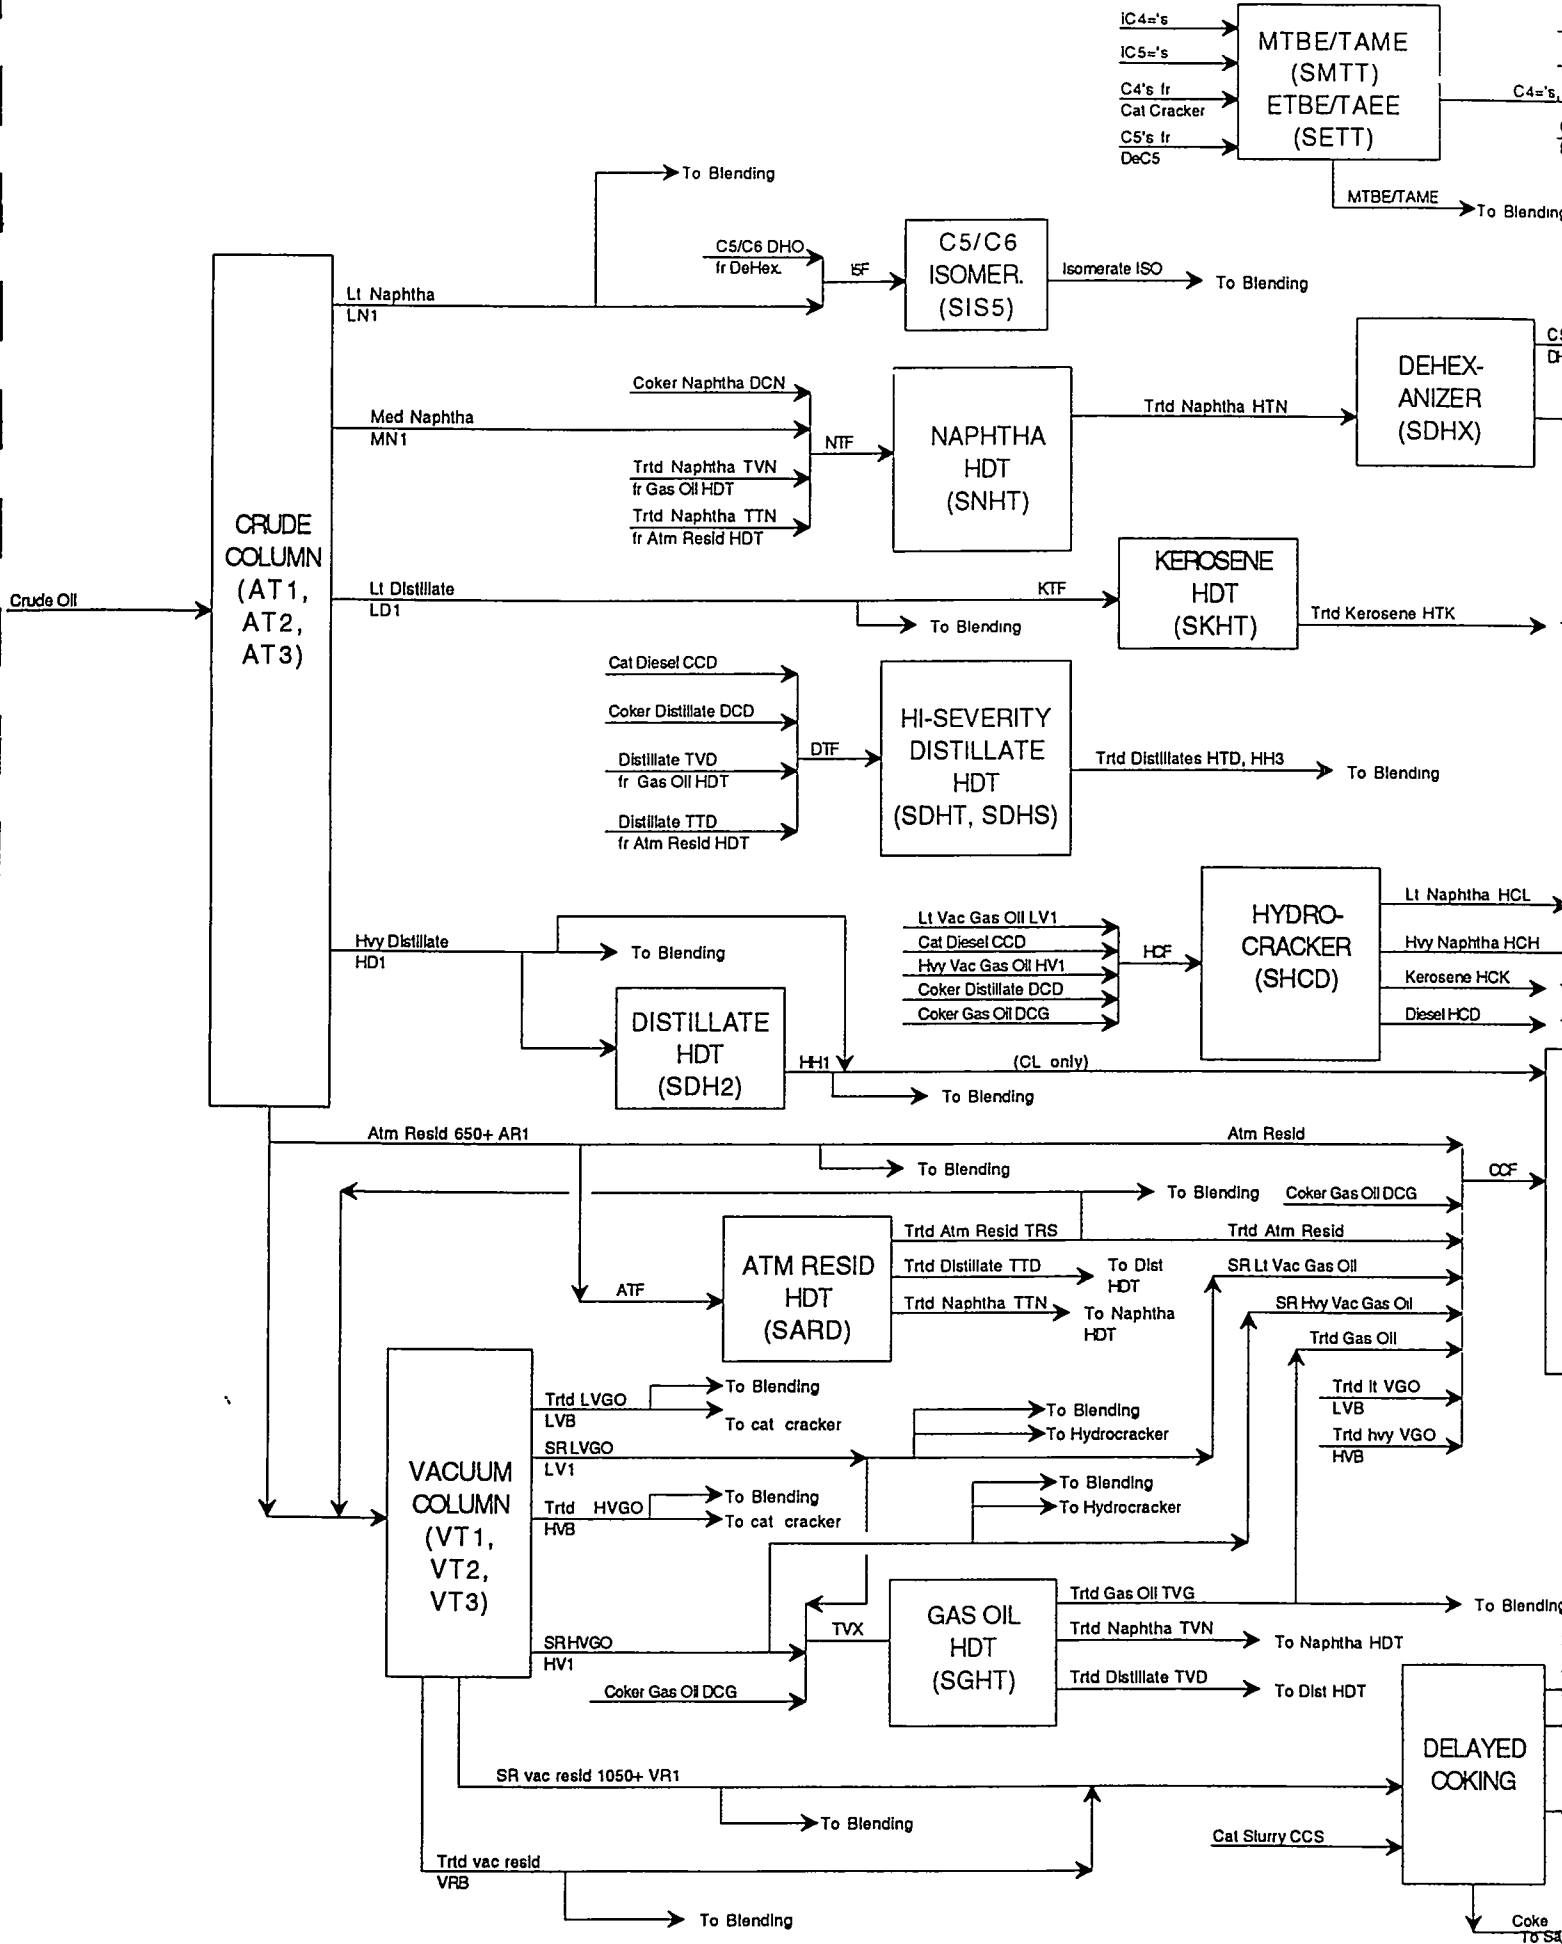 iC4='s
iC5='s
C4's fr
Cat Cracker
C5's fr
DeC5
MTBE/TAME
(SMTT)
ETBE/TAEE
(SETT)
C4='s,
MTBE/TAME
To Blending
To Blending
C5/C6 DHO
fr DeHex.
ISF
C5/C6
ISOMER.
(SIS5)
Isomerate ISO
To Blending
Lt Naphtha
LN1
Coker Naphtha DCN
Med Naphtha
MN1
NTF
Trtd Naphtha TVN
fr Gas Oil HDT
Trtd Naphtha TTN
fr Atm Resid HDT
NAPHTHA
HDT
(SNHT)
Trtd Naphtha HTN
DEHEX-
ANIZER
(SDHX)
CRUDE
COLUMN
(AT1,
AT2,
AT3)
Crude Oil
Lt Distillate
LD1
KTF
To Blending
KEROSENE
HDT
(SKHT)
Trtd Kerosene HTK
Cat Diesel CCD
Coker Distillate DCD
Distillate TVD
fr Gas Oil HDT
Distillate TTD
fr Atm Resid HDT
DTF
HI-SEVERITY
DISTILLATE
HDT
(SDHT, SDHS)
Trtd Distillates HTD, HH3
To Blending
Hvy Distillate
HD1
To Blending
DISTILLATE
HDT
(SDH2)
HH1
(CL only)
To Blending
Lt Vac Gas Oil LV1
Cat Diesel CCD
Hvy Vac Gas Oil HV1
Coker Distillate DCD
Coker Gas Oil DCG
HCF
HYDRO-
CRACKER
(SHCD)
Lt Naphtha HCL
Hvy Naphtha HCH
Kerosene HCK
Diesel HCD
Atm Resid 650+ AR1
Atm Resid
To Blending
CCF
To Blending
Coker Gas Oil DCG
ATF
ATM RESID
HDT
(SARD)
Trtd Atm Resid TRS
Trtd Atm Resid
Trtd Distillate TTD
To Dist
HDT
Trtd Naphtha TTN
To Naphtha
HDT
SR Lt Vac Gas Oil
SR Hvy Vac Gas Oil
Trtd Gas Oil
Trtd lt VGO
LVB
Trtd hvy VGO
HVB
VACUUM
COLUMN
(VT1,
VT2,
VT3)
Trtd LVGO
LVB
To Blending
To cat cracker
SR LVGO
LV1
To Blending
To Hydrocracker
Trtd HVGO
HVB
To Blending
To cat cracker
To Blending
To Hydrocracker
SR HVGO
HV1
Coker Gas Oil DCG
TVX
GAS OIL
HDT
(SGHT)
Trtd Gas Oil TVG
To Blending
Trtd Naphtha TVN
To Naphtha HDT
Trtd Distillate TVD
To Dist HDT
SR vac resid 1050+ VR1
To Blending
Trtd vac resid
VRB
To Blending
Cat Slurry CCS
DELAYED
COKING
Coke